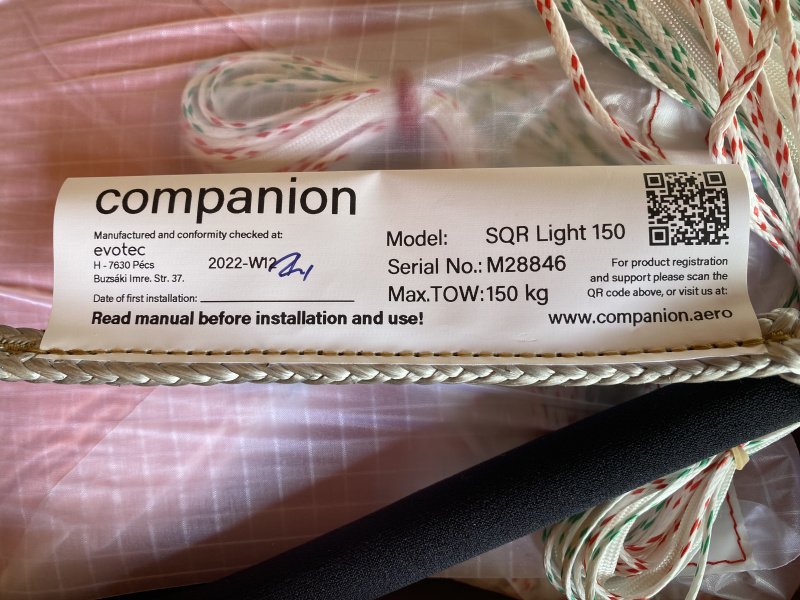 companion
Manufactured and conformity checked at:
evotec
H - 7630 Pécs
Buzsáki Imre. Str. 37.
2022-W12
Date of first installation:
Read manual before installation and use!
Model: SQR Light 150
Serial No.: M28846
Max.TOW: 150 kg
For product registration
and support please scan the
QR code above, or visit us at:
www.companion.aero